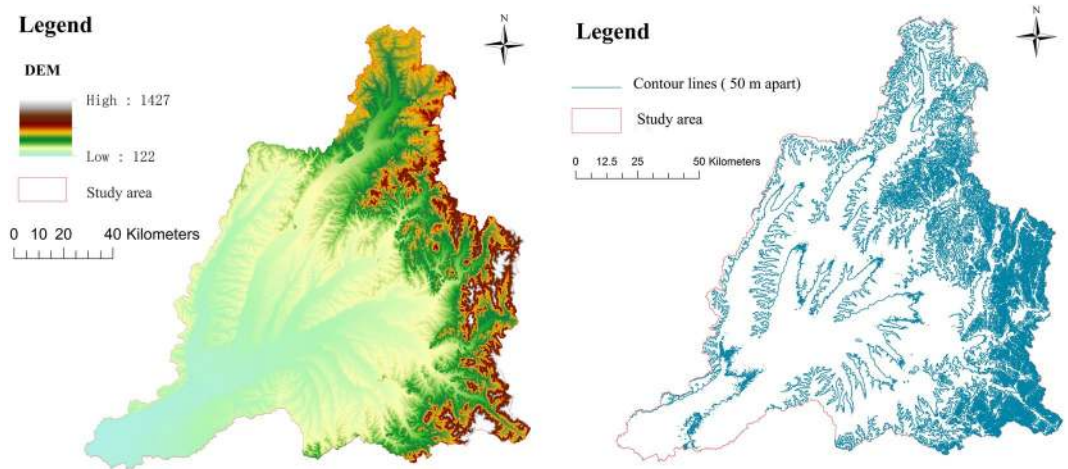 Legend
N
DEM
High : 1427
Low : 122
Study area
0 10 20 40 Kilometers
Legend
N
Contour lines ( 50 m apart)
Study area
0 12.5 25 50 Kilometers